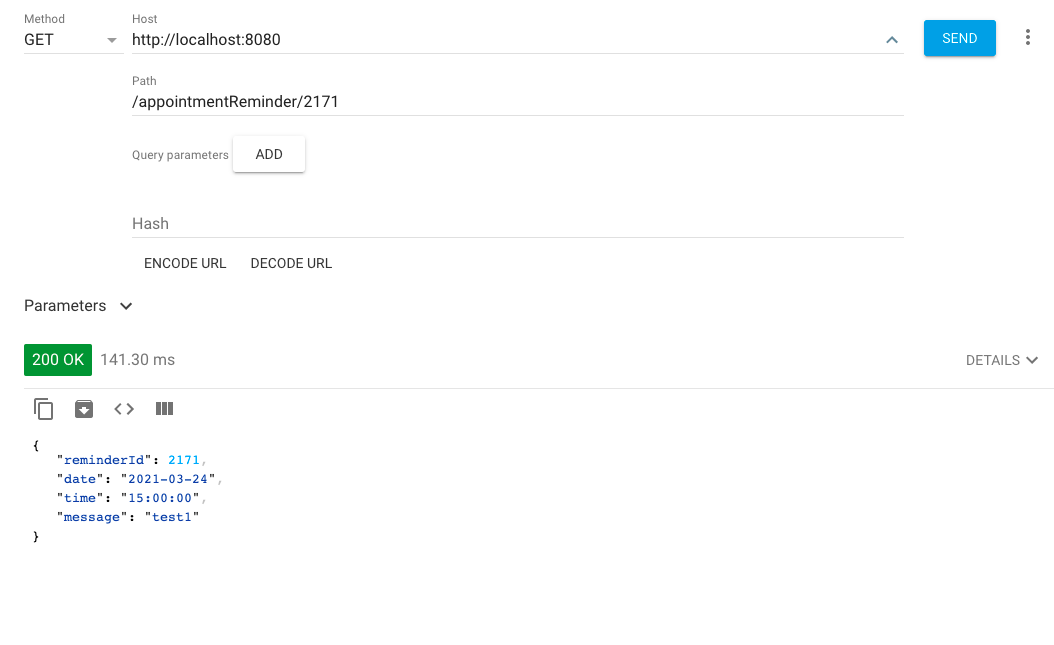 Method
Host
GET
http://localhost:8080
SEND
Path
/appointmentReminder/2171
Query parameters
ADD
Hash
ENCODE URL
DECODE URL
Parameters
200 OK
141.30 ms
DETAILS
{
"reminderId": 2171,
"date": "2021-03-24",
"time": "15:00:00",
"message": "test1"
}